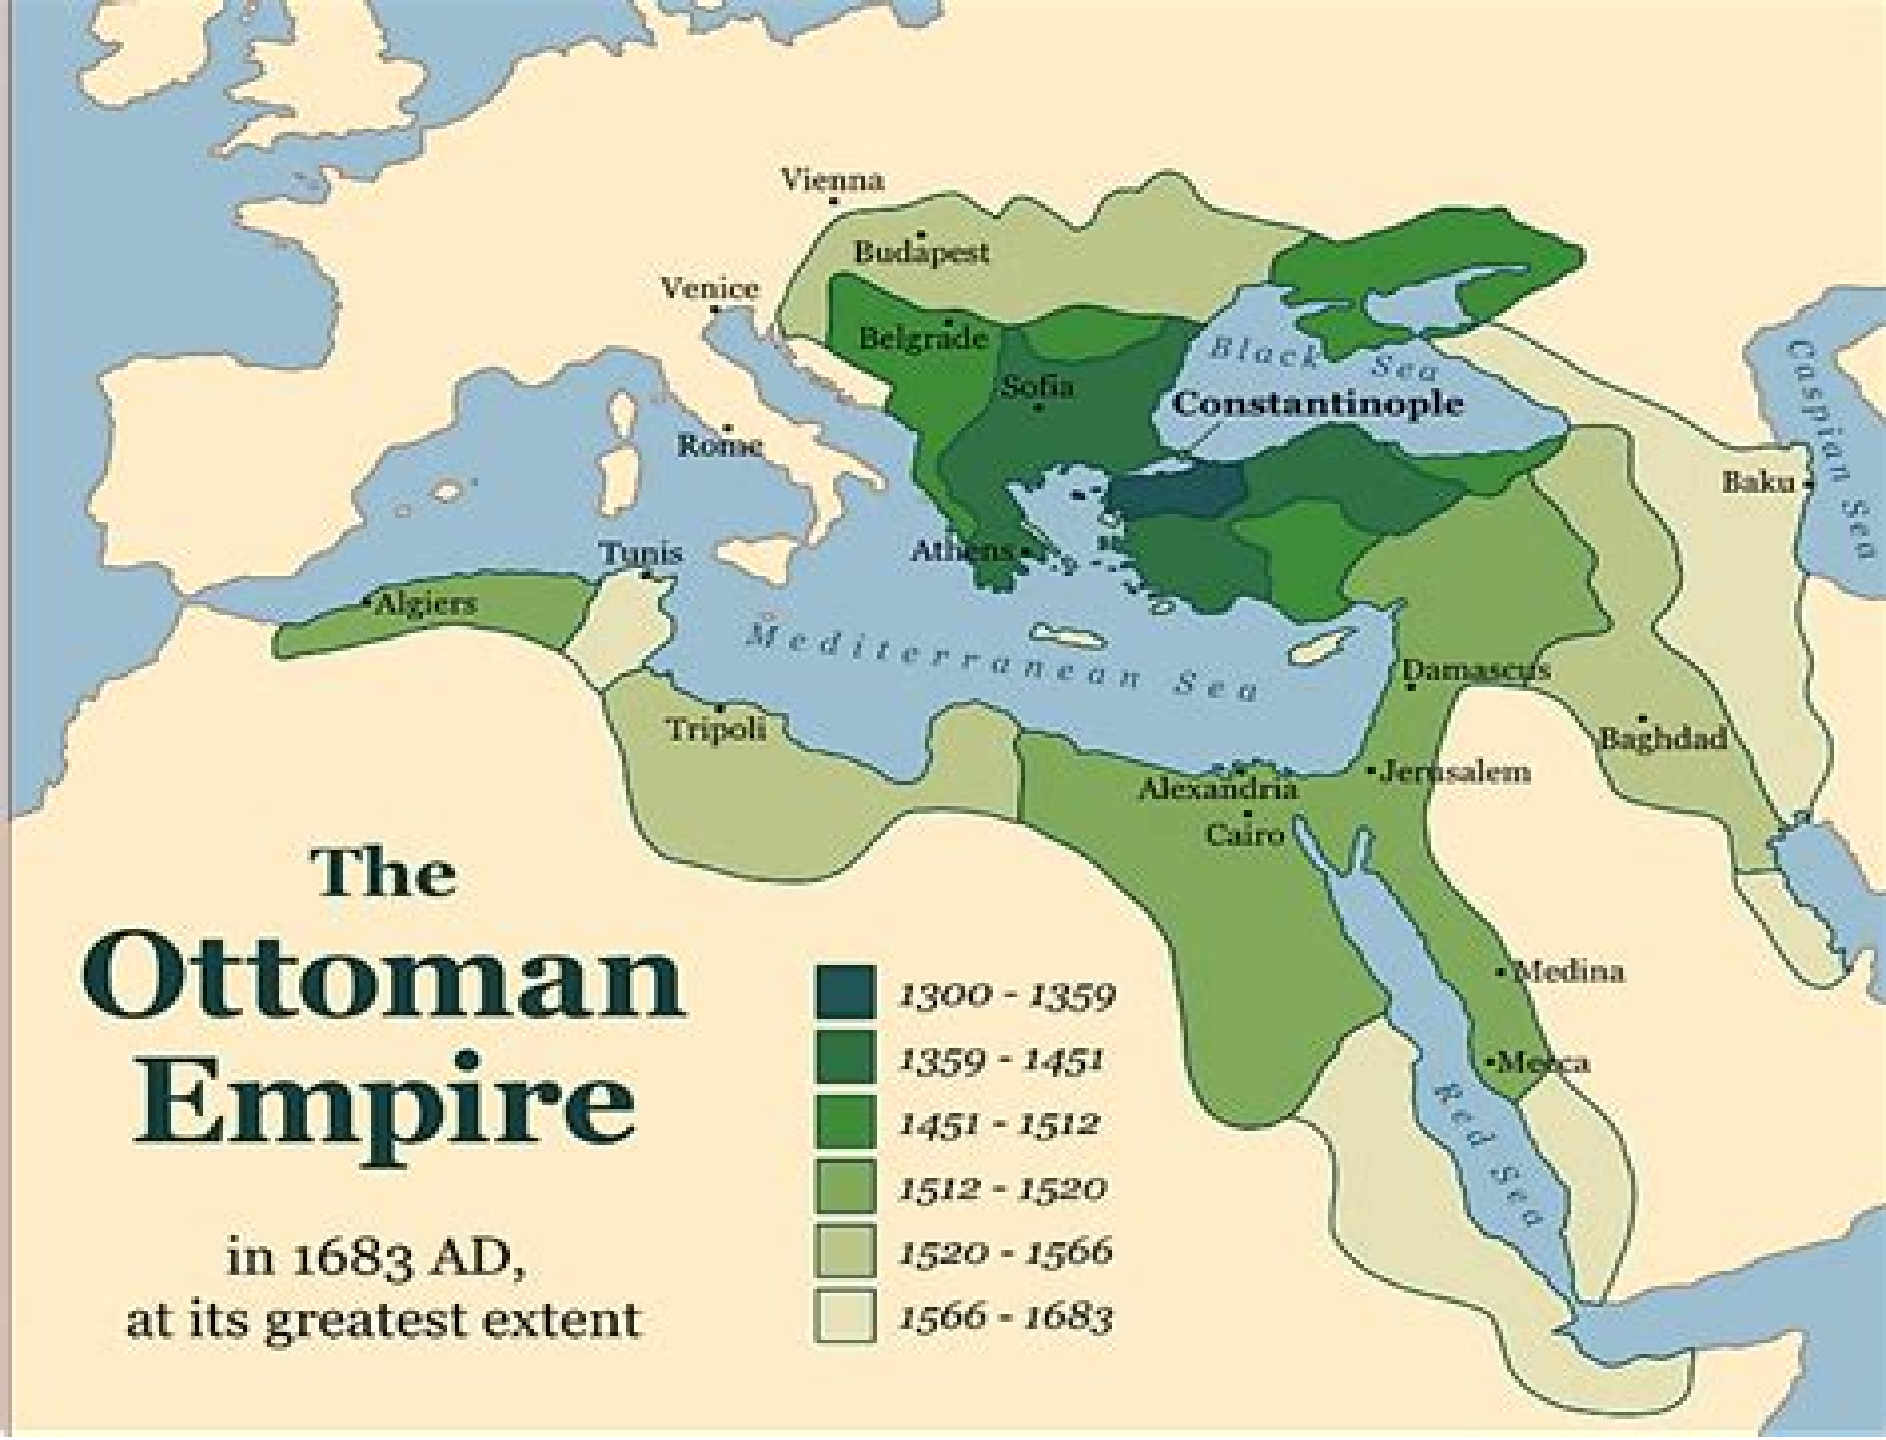 Vienna
Budapest
Venice
Belgrade
Black Sea
Caspian Sea
Sofia
Constantinople
Rome
Baku
Tunis
Athens
Algiers
Mediterranean Sea
Damascus
Tripoli
Baghdad
Jerusalem
Alexandria
Cairo
Medina
Mecca
Red Sea
The
Ottoman
Empire
in 1683 AD,
at its greatest extent
1300 - 1359
1359 - 1451
1451 - 1512
1512 - 1520
1520 - 1566
1566 - 1683